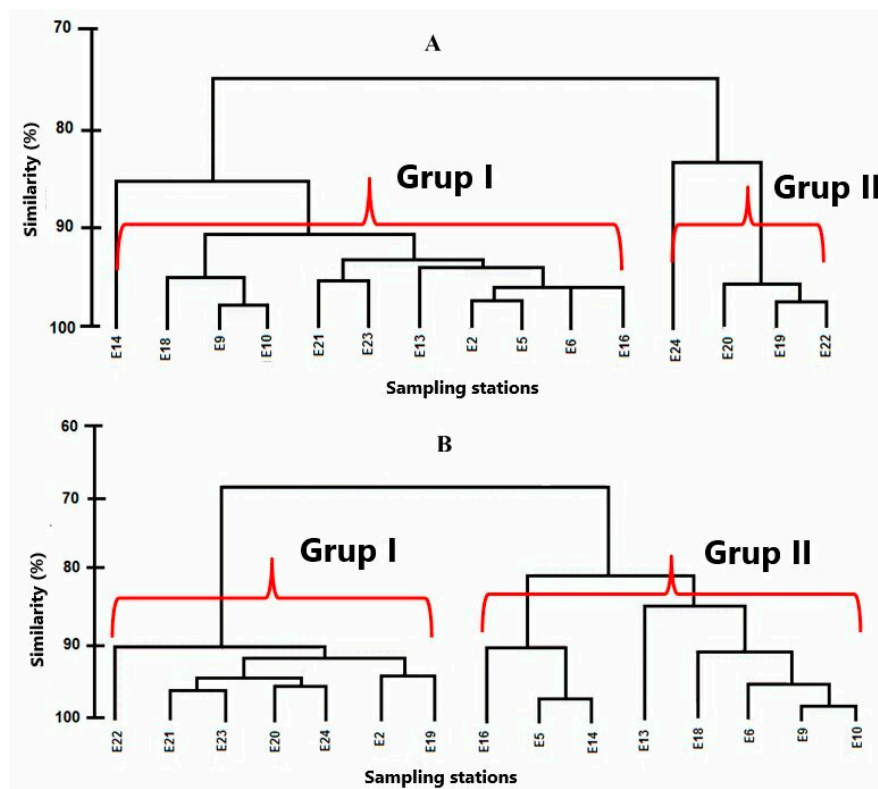 70
A
80
Similarity (%)
Grup I
Grup II
90
100
E14 E18 E9 E10 E21 E23 E13 E2 E5 E6 E16 E24 E20 E19 E22
Sampling stations
60
B
70
Grup I
Grup II
80
Similarity (%)
90
100
E22 E21 E23 E20 E24 E2 E19 E16 E5 E14 E13 E18 E6 E9 E10
Sampling stations